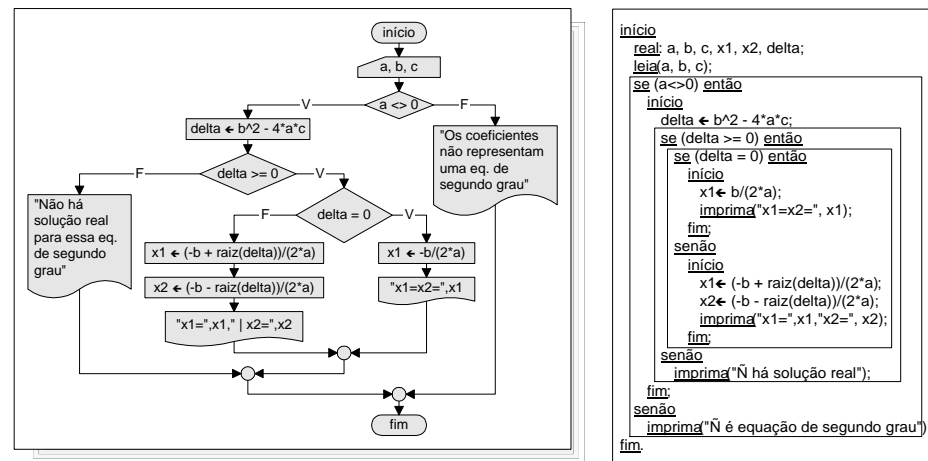 início
a, b, c
V
a <> 0
F
delta ← b^2 - 4*a*c
"Os coeficientes
não representam
uma eq. de
segundo grau"
F
delta >= 0
V
"Não há
solução real
para essa eq.
de segundo
grau"
F
delta = 0
V
x1 ← (-b + raiz(delta))/(2*a)
x1 ← -b/(2*a)
x2 ← (-b - raiz(delta))/(2*a)
"x1=x2=",x1
"x1=",x1," | x2=",x2
fim
início
real: a, b, c, x1, x2, delta;
leia(a, b, c);
se (a<>0) então
início
delta ← b^2 - 4*a*c;
se (delta >= 0) então
se (delta = 0) então
início
x1← b/(2*a);
imprima("x1=x2=", x1);
fim;
senão
início
x1← (-b + raiz(delta))/(2*a);
x2← (-b - raiz(delta))/(2*a);
imprima("x1=",x1,"x2=", x2);
fim;
senão
imprima("Ñ há solução real");
fim;
senão
imprima("Ñ é equação de segundo grau")
fim.